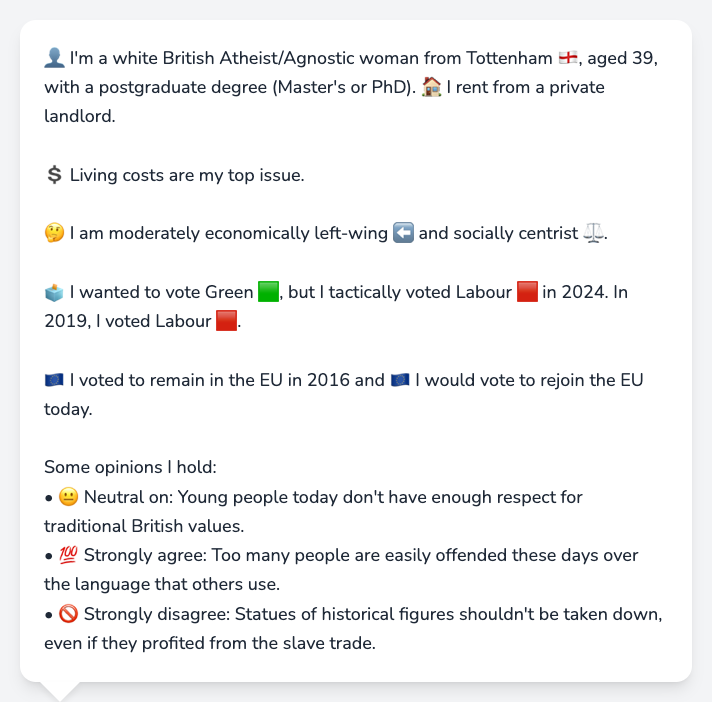 👤 I'm a white British Atheist/Agnostic woman from Tottenham 🏴󠁧󠁢󠁥󠁮󠁧󠁿, aged 39,
with a postgraduate degree (Master's or PhD). 🏠 I rent from a private
landlord.
💲 Living costs are my top issue.
🤔 I am moderately economically left-wing ⬅️ and socially centrist ⚖️.
🗳️ I wanted to vote Green 🟩, but I tactically voted Labour 🟥 in 2024. In
2019, I voted Labour 🟥.
🇪🇺 I voted to remain in the EU in 2016 and 🇪🇺 I would vote to rejoin the EU
today.
Some opinions I hold:
• 😐 Neutral on: Young people today don't have enough respect for
traditional British values.
• 💯 Strongly agree: Too many people are easily offended these days over
the language that others use.
• 🚫 Strongly disagree: Statues of historical figures shouldn't be taken down,
even if they profited from the slave trade.